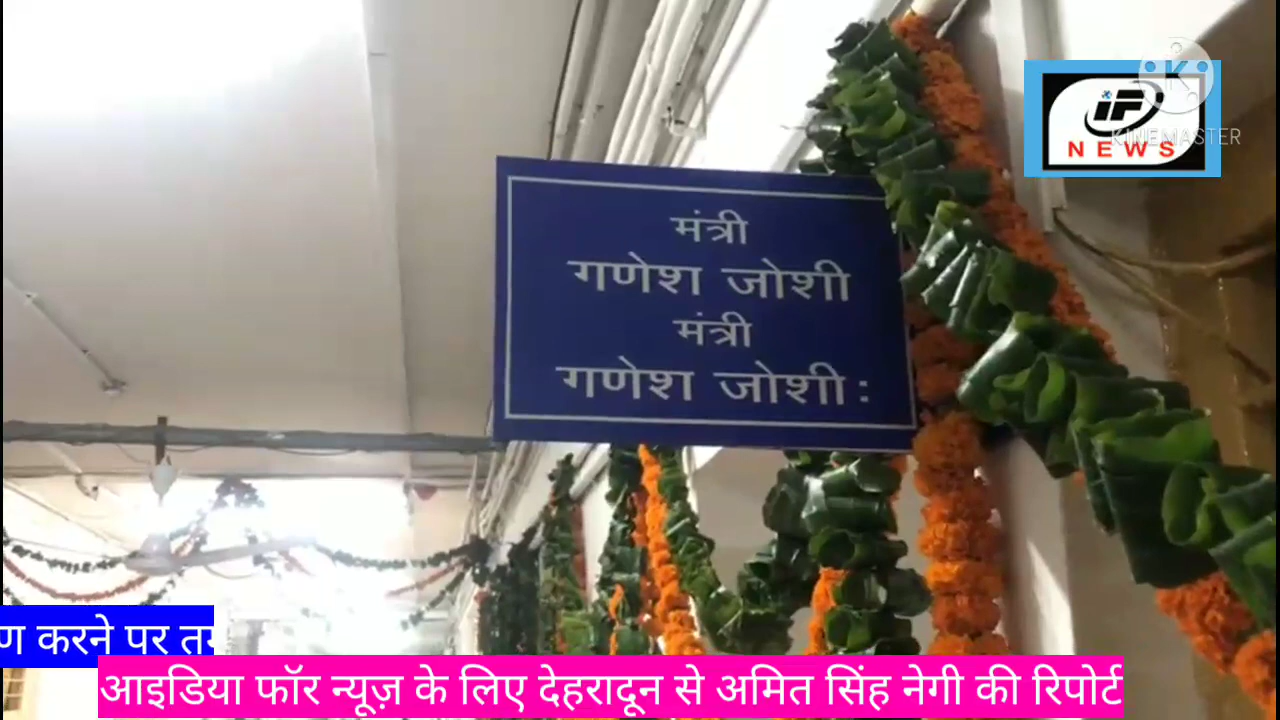 iF
NEWS
KINEMASTER
मंत्री
गणेश जोशी
मंत्री
गणेश जोशी:
ण करने पर
आइडिया फॉर न्यूज़ के लिए देहरादून से अमित सिंह नेगी की रिपोर्ट